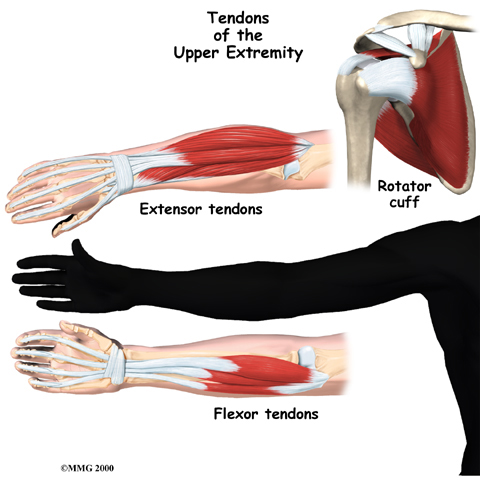 Tendons
of the
Upper Extremity
Rotator
cuff
Extensor tendons
Flexor tendons
©MMG 2000